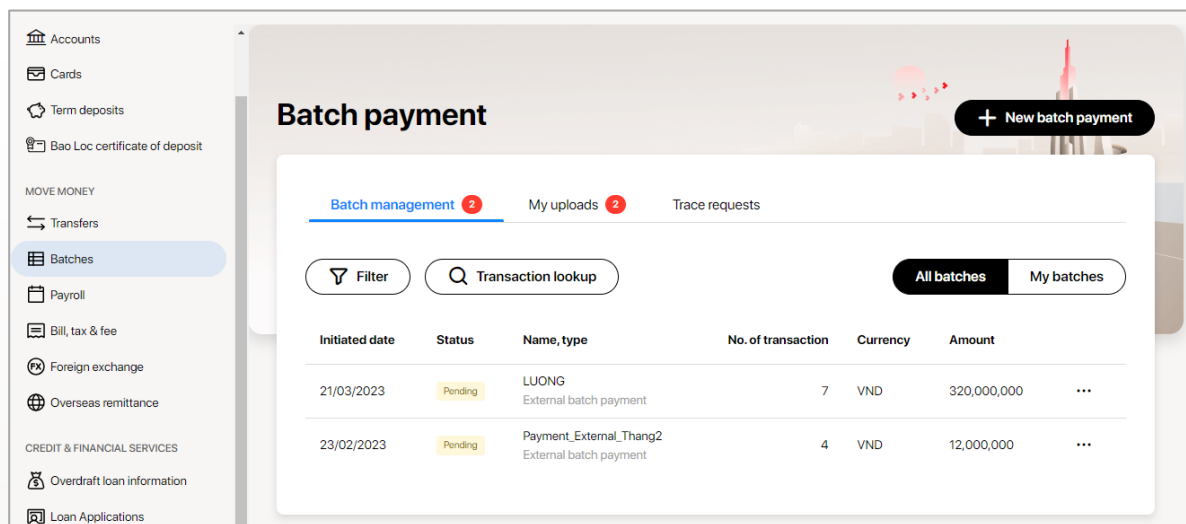 Accounts
Cards
Term deposits
Bao Loc certificate of deposit
MOVE MONEY
Transfers
Batches
Payroll
Bill, tax & fee
FX Foreign exchange
Overseas remittance
CREDIT & FINANCIAL SERVICES
Overdraft loan information
Loan Applications
Batch payment
New batch payment
Batch management 2 My uploads 2 Trace requests
Filter Transaction lookup All batches My batches
Initiated date Status Name, type No. of transaction Currency Amount
21/03/2023 Pending LUONG 7 VND 320,000,000
External batch payment
23/02/2023 Pending Payment_External_Thang2 4 VND 12,000,000
External batch payment